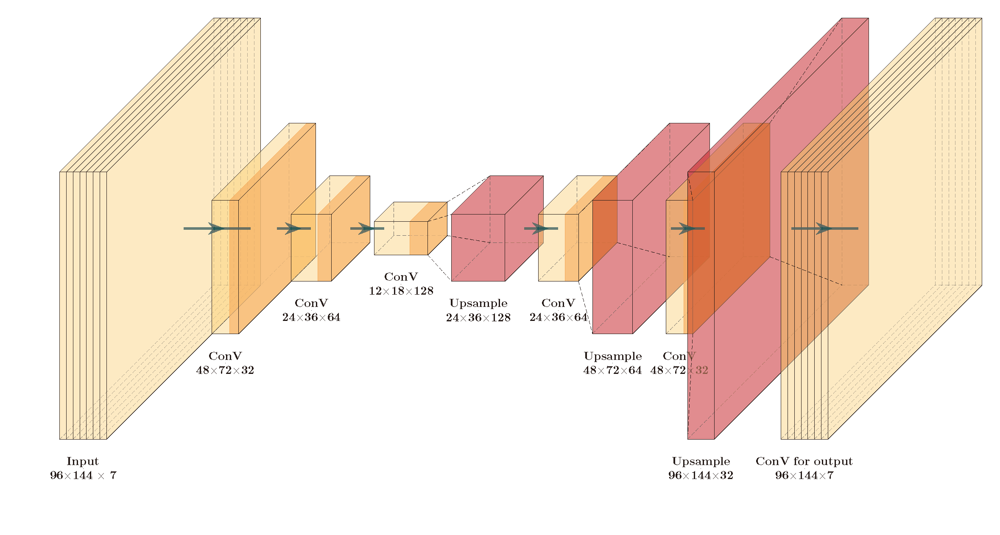 Input
96×144 × 7
ConV
48×72×32
ConV
24×36×64
ConV
12×18×128
Upsample
24×36×128
ConV
24×36×64
Upsample
48×72×64
ConV
48×72×32
Upsample
96×144×32
ConV for output
96×144×7